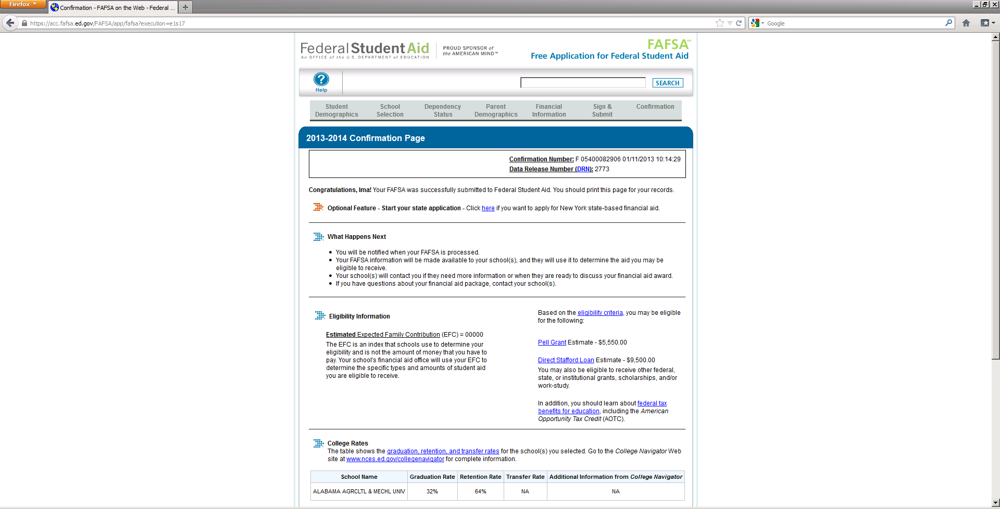 Firefox
Confirmation - FAFSA on the Web - Federal ...
https://acc.fafsa.ed.gov/FAFSA/app/fafsa?execution=e1s17
Google
Federal Student Aid
An OFFICE of the U.S. DEPARTMENT of EDUCATION
PROUD SPONSOR of
the AMERICAN MIND™
FAFSA℠
Free Application for Federal Student Aid
Help
SEARCH
Student Demographics
School Selection
Dependency Status
Parent Demographics
Financial Information
Sign & Submit
Confirmation
2013-2014 Confirmation Page
Confirmation Number: F 05400082906 01/11/2013 10:14:29
Data Release Number (DRN): 2773
Congratulations, Ima! Your FAFSA was successfully submitted to Federal Student Aid. You should print this page for your records.
Optional Feature - Start your state application - Click here if you want to apply for New York state-based financial aid.
What Happens Next
• You will be notified when your FAFSA is processed.
• Your FAFSA information will be made available to your school(s), and they will use it to determine the aid you may be
eligible to receive.
• Your school(s) will contact you if they need more information or when they are ready to discuss your financial aid award.
• If you have questions about your financial aid package, contact your school(s).
Eligibility Information
Estimated Expected Family Contribution (EFC) = 00000
The EFC is an index that schools use to determine your
eligibility and is not the amount of money that you have to
pay. Your school's financial aid office will use your EFC to
determine the specific types and amounts of student aid
you are eligible to receive.
Based on the eligibility criteria, you may be eligible
for the following:
Pell Grant Estimate - $5,550.00
Direct Stafford Loan Estimate - $9,500.00
You may also be eligible to receive other federal,
state, or institutional grants, scholarships, and/or
work-study.
In addition, you should learn about federal tax
benefits for education, including the American
Opportunity Tax Credit (AOTC).
College Rates
The table shows the graduation, retention, and transfer rates for the school(s) you selected. Go to the College Navigator Web
site at www.nces.ed.gov/collegenavigator for complete information.
School Name Graduation Rate Retention Rate Transfer Rate Additional Information from College Navigator
ALABAMA AGRCLTL & MECHL UNIV 32% 64% NA NA